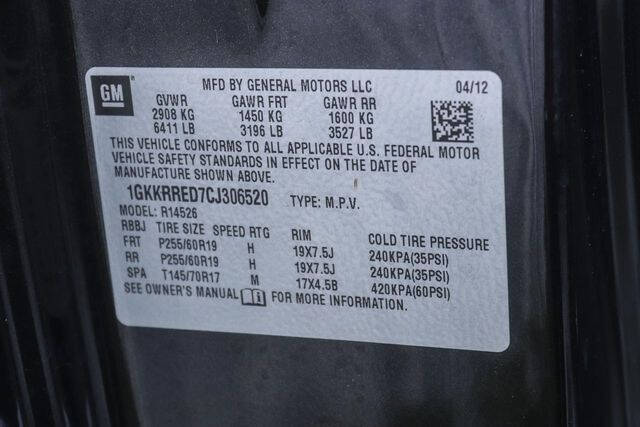 GM
MFD BY GENERAL MOTORS LLC 04/12
GVWR GAWR FRT GAWR RR
2908 KG 1450 KG 1600 KG
6411 LB 3196 LB 3527 LB
THIS VEHICLE CONFORMS TO ALL APPLICABLE U.S. FEDERAL MOTOR
VEHICLE SAFETY STANDARDS IN EFFECT ON THE DATE OF
MANUFACTURE SHOWN ABOVE.
1GKKRRED7CJ306520 TYPE: M.P.V.
MODEL: R14526
RBBJ TIRE SIZE SPEED RTG RIM COLD TIRE PRESSURE
FRT P255/60R19 H 19X7.5J 240KPA(35PSI)
RR P255/60R19 H 19X7.5J 240KPA(35PSI)
SPA T145/70R17 M 17X4.5B 420KPA(60PSI)
SEE OWNER'S MANUAL FOR MORE INFORMATION.